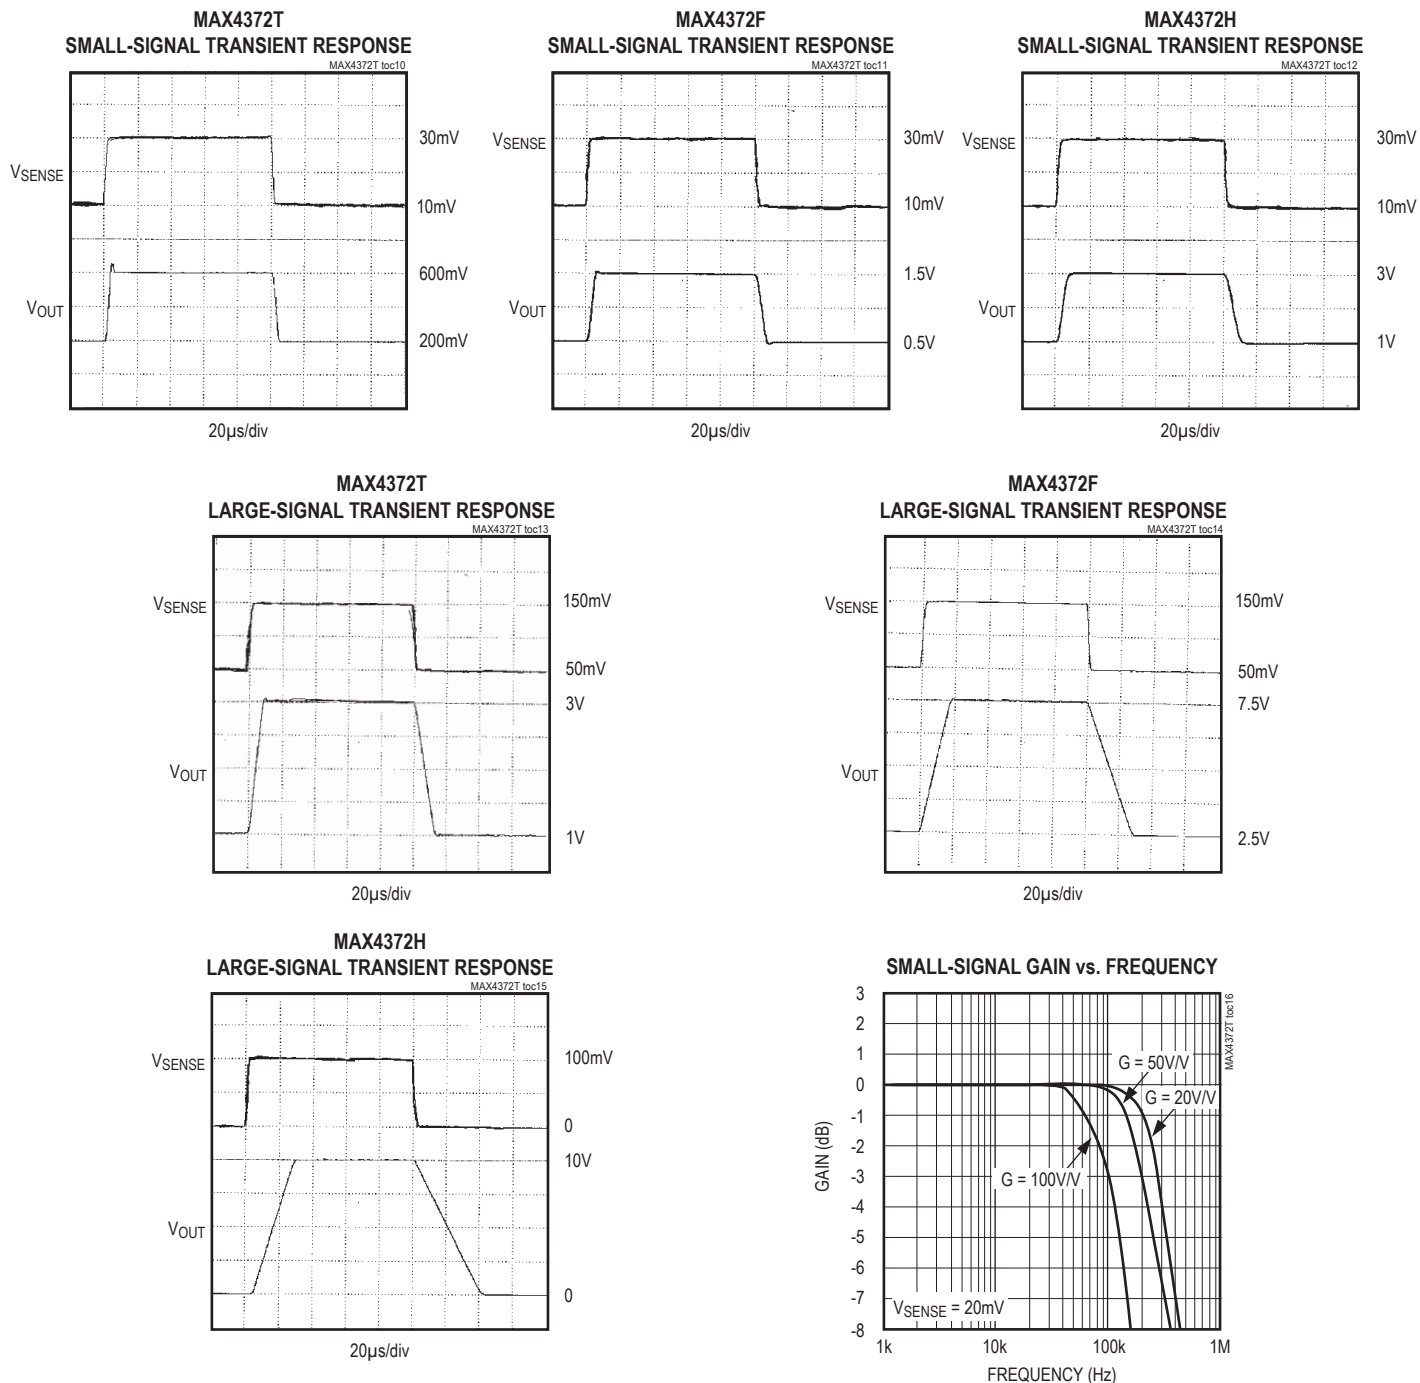 MAX4372T
SMALL-SIGNAL TRANSIENT RESPONSE
MAX4372T toc10
VSENSE
30mV
10mV
VOUT
600mV
200mV
20µs/div
MAX4372F
SMALL-SIGNAL TRANSIENT RESPONSE
MAX4372T toc11
VSENSE
30mV
10mV
VOUT
1.5V
0.5V
20µs/div
MAX4372H
SMALL-SIGNAL TRANSIENT RESPONSE
MAX4372T toc12
VSENSE
30mV
10mV
VOUT
3V
1V
20µs/div
MAX4372T
LARGE-SIGNAL TRANSIENT RESPONSE
MAX4372T toc13
VSENSE
150mV
50mV
3V
VOUT
1V
20µs/div
MAX4372F
LARGE-SIGNAL TRANSIENT RESPONSE
MAX4372T toc14
VSENSE
150mV
50mV
7.5V
VOUT
2.5V
20µs/div
MAX4372H
LARGE-SIGNAL TRANSIENT RESPONSE
MAX4372T toc15
VSENSE
100mV
0
10V
VOUT
0
20µs/div
SMALL-SIGNAL GAIN vs. FREQUENCY
MAX4372T toc16
3
2
1
0
-1
-2
-3
-4
-5
-6
-7
-8
GAIN (dB)
G = 50V/V
G = 20V/V
G = 100V/V
VSENSE = 20mV
1k
10k
100k
1M
FREQUENCY (Hz)